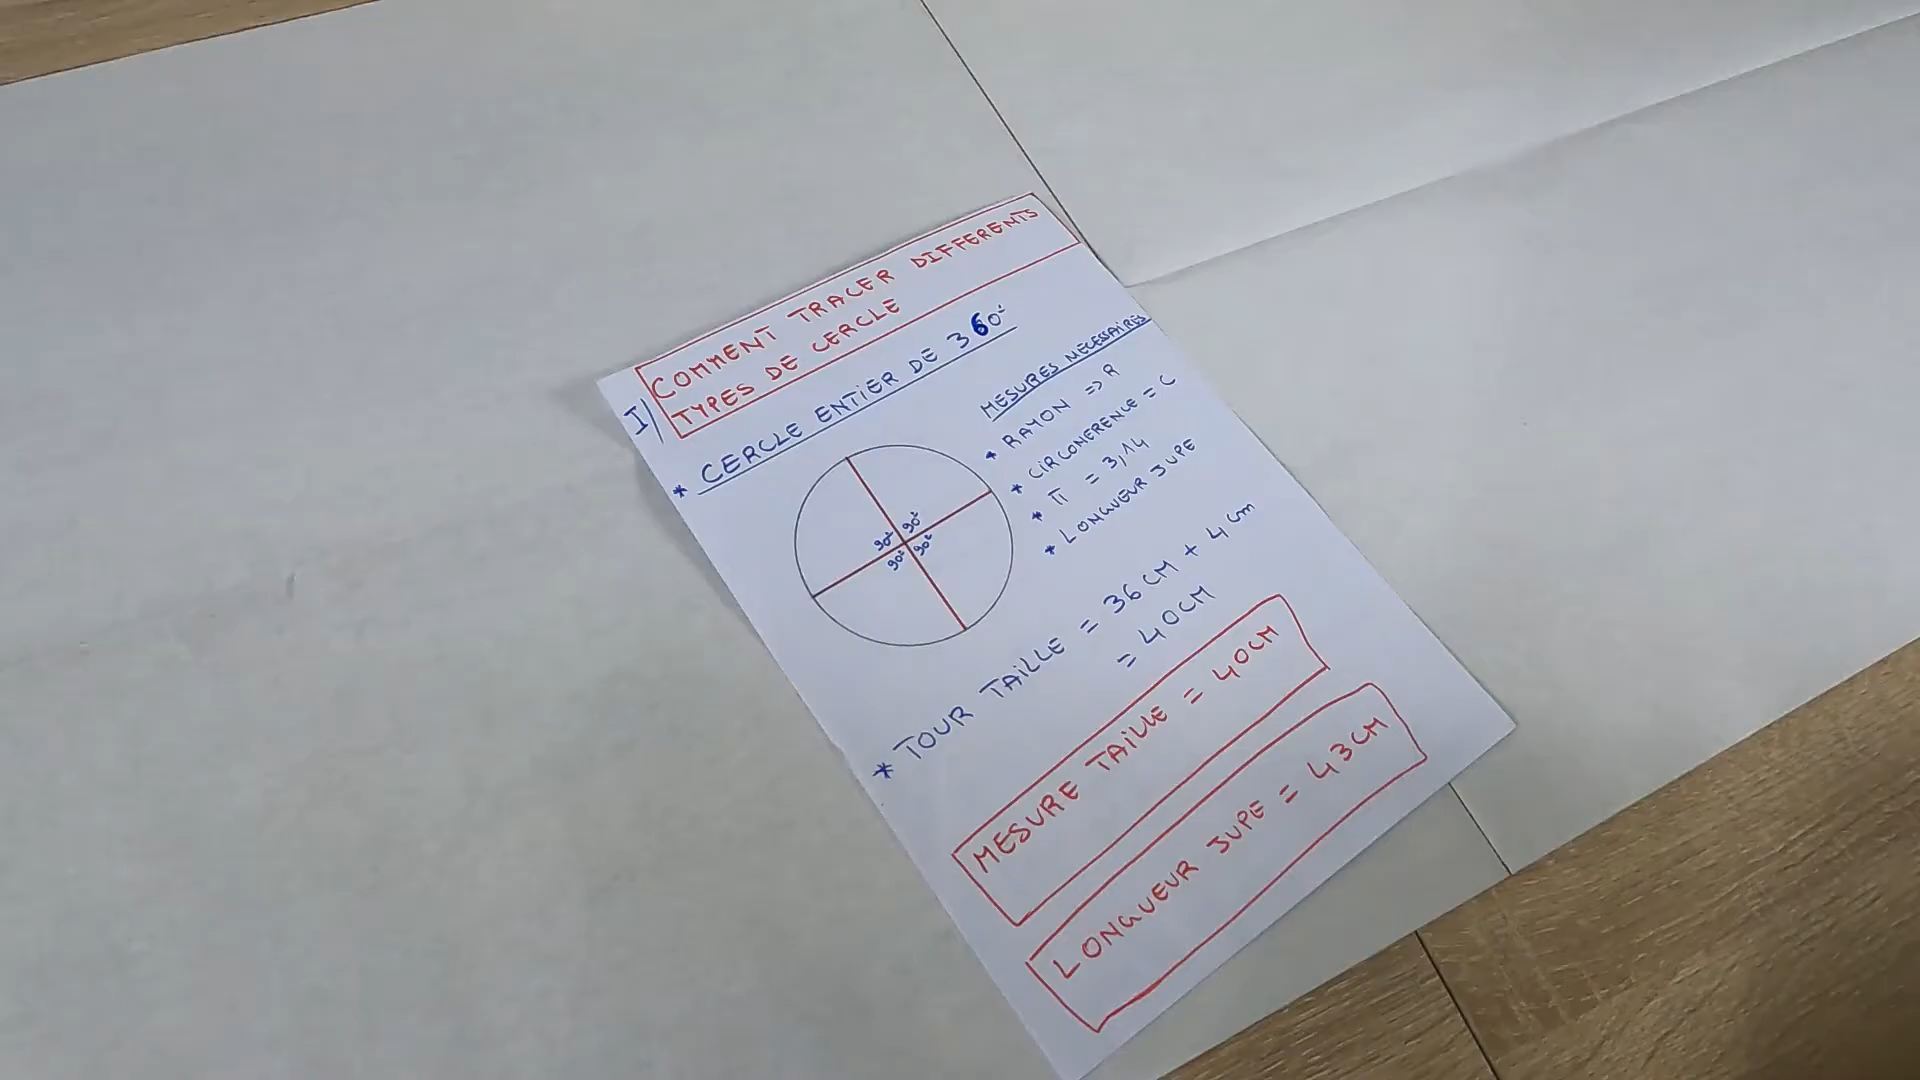 COMMENT TRACER DIFFERENTS
TYPES DE CERCLE
I/
* CERCLE ENTIER DE 360°
90° 90°
90° 90°
MESURES NECESSAIRES
* RAYON => R
* CIRCONERENCE = C
* π = 3,14
* LONGUEUR JUPE
* TOUR TAILLE = 36 CM + 4 cm
= 40CM
MESURE TAILLE = 40CM
LONGUEUR JUPE = 43CM